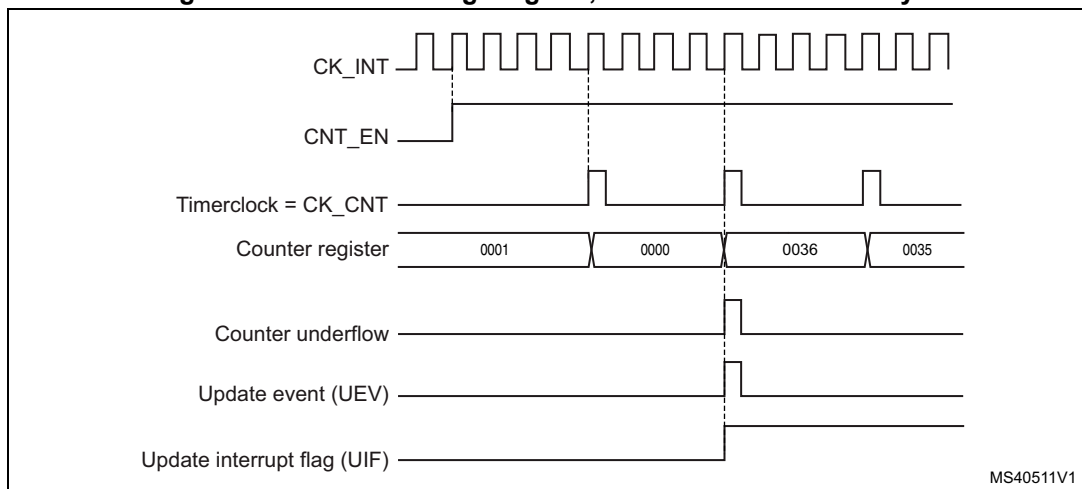 CK_INT
CNT_EN
Timerclock = CK_CNT
Counter register 0001 0000 0036 0035
Counter underflow
Update event (UEV)
Update interrupt flag (UIF)
MS40511V1